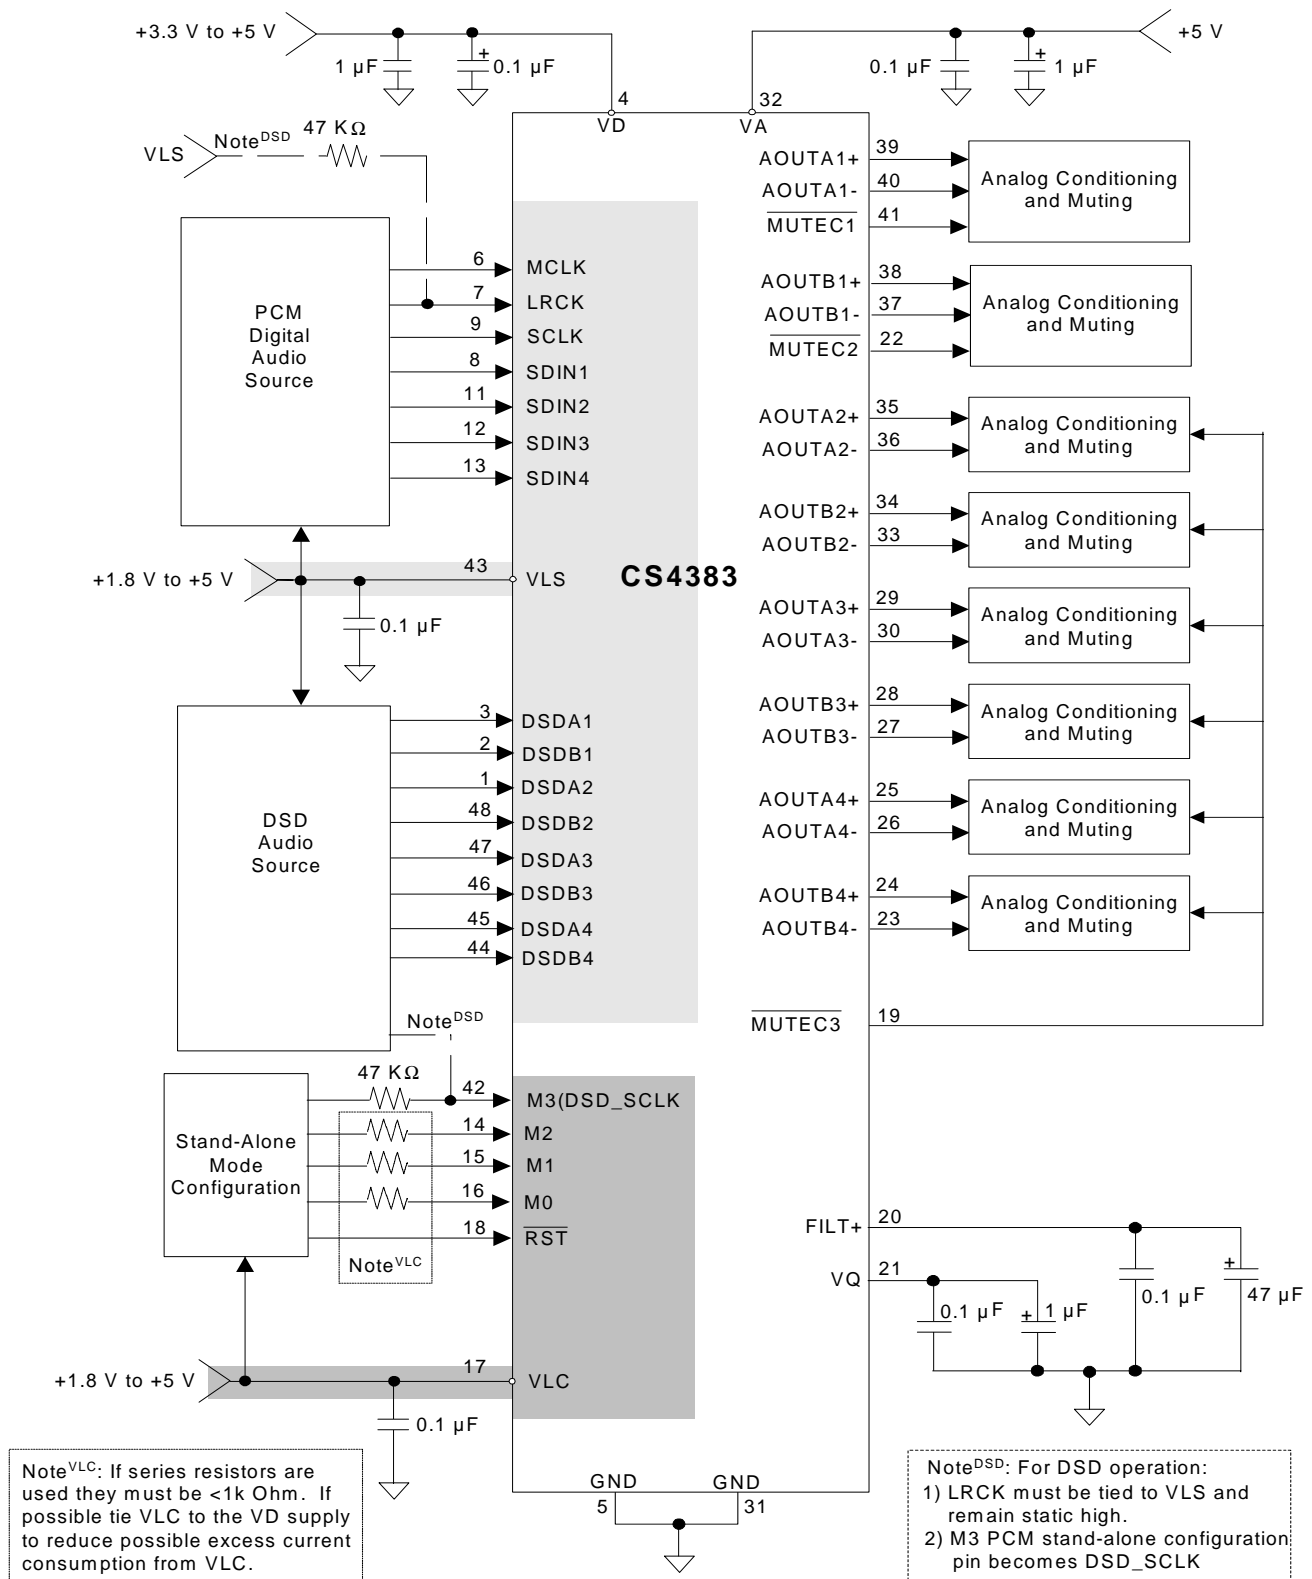 +3.3 V to +5 V
1 µF
+
0.1 µF
+5 V
0.1 µF
+
1 µF
4
32
VD
VA
VLS
Note^DSD
47 KΩ
PCM
Digital
Audio
Source
6
MCLK
7
LRCK
9
SCLK
8
SDIN1
11
SDIN2
12
SDIN3
13
SDIN4
+1.8 V to +5 V
43
VLS
0.1 µF
CS4383
DSD
Audio
Source
3
DSDA1
2
DSDB1
1
DSDA2
48
DSDB2
47
DSDA3
46
DSDB3
45
DSDA4
44
DSDB4
Note^DSD
Stand-Alone
Mode
Configuration
47 KΩ
42
M3(DSD_SCLK
14
M2
15
M1
16
M0
18
RST
Note^VLC
+1.8 V to +5 V
17
VLC
0.1 µF
AOUTA1+
39
AOUTA1-
40
MUTEC1
41
Analog Conditioning
and Muting
AOUTB1+
38
AOUTB1-
37
MUTEC2
22
Analog Conditioning
and Muting
AOUTA2+
35
AOUTA2-
36
Analog Conditioning
and Muting
AOUTB2+
34
AOUTB2-
33
Analog Conditioning
and Muting
AOUTA3+
29
AOUTA3-
30
Analog Conditioning
and Muting
AOUTB3+
28
AOUTB3-
27
Analog Conditioning
and Muting
AOUTA4+
25
AOUTA4-
26
Analog Conditioning
and Muting
AOUTB4+
24
AOUTB4-
23
Analog Conditioning
and Muting
MUTEC3
19
FILT+
20
VQ
21
0.1 µF
+
1 µF
0.1 µF
+
47 µF
GND
GND
5
31
Note^VLC: If series resistors are
used they must be <1k Ohm. If
possible tie VLC to the VD supply
to reduce possible excess current
consumption from VLC.
Note^DSD: For DSD operation:
1) LRCK must be tied to VLS and
remain static high.
2) M3 PCM stand-alone configuration
pin becomes DSD_SCLK